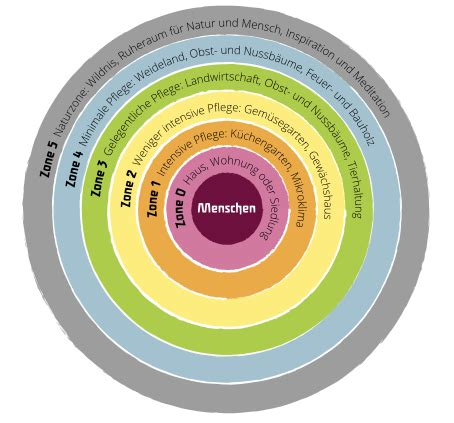 Zone 5 Naturzone: Wildnis, Ruheraum für Natur und Mensch, Inspiration und Meditation
Zone 4 Minimale Pflege: Weideland, Obst- und Nussbäume, Feuer- und Bauholz
Zone 3 Gelegentliche Pflege: Landwirtschaft, Obst- und Nussbäume, Tierhaltung
Zone 2 Weniger intensive Pflege: Gemüsegarten, Gewächshaus
Zone 1 Intensive Pflege: Küchengarten, Mikroklima
Zone 0 Haus, Wohnung oder Siedlung
Menschen